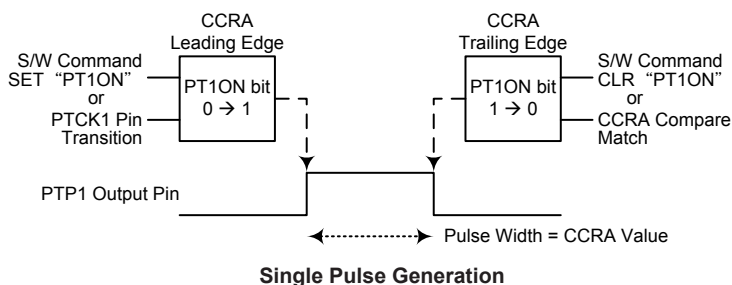 CCRA
Leading Edge
S/W Command
SET “PT1ON”
or
PTCK1 Pin
Transition
PT1ON bit
0 → 1
CCRA
Trailing Edge
PT1ON bit
1 → 0
S/W Command
CLR “PT1ON”
or
CCRA Compare
Match
PTP1 Output Pin
Pulse Width = CCRA Value
Single Pulse Generation